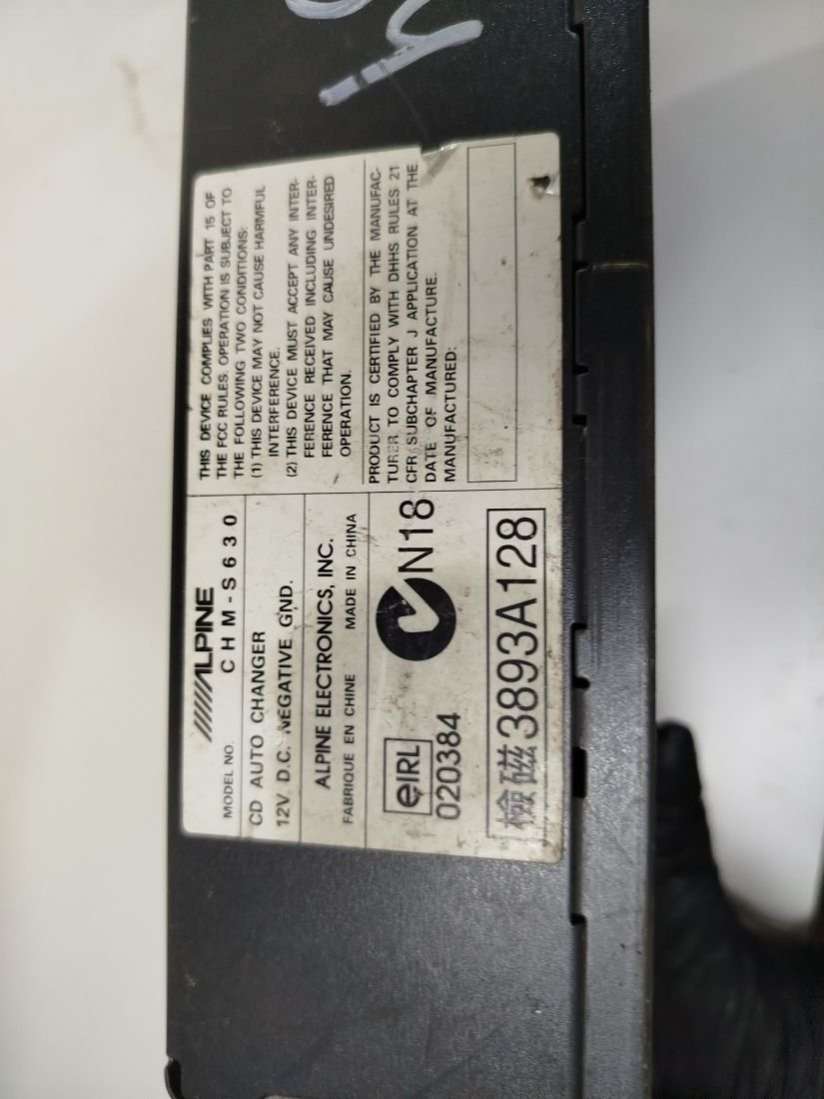 ALPINE
MODEL NO. CHM-S630
CD AUTO CHANGER
12V D.C. NEGATIVE GND.
ALPINE ELECTRONICS, INC.
FABRIQUE EN CHINE MADE IN CHINA
eIRL
020384
N18
檢磁3893A128
THIS DEVICE COMPLIES WITH PART 15 OF
THE FCC RULES. OPERATION IS SUBJECT TO
THE FOLLOWING TWO CONDITIONS:
(1) THIS DEVICE MAY NOT CAUSE HARMFUL
INTERFERENCE.
(2) THIS DEVICE MUST ACCEPT ANY INTER-
FERENCE RECEIVED INCLUDING INTER-
FERENCE THAT MAY CAUSE UNDESIRED
OPERATION.
PRODUCT IS CERTIFIED BY THE MANUFAC-
TURER TO COMPLY WITH DHHS RULES 21
CFR SUBCHAPTER J APPLICATION AT THE
DATE OF MANUFACTURE.
MANUFACTURED: